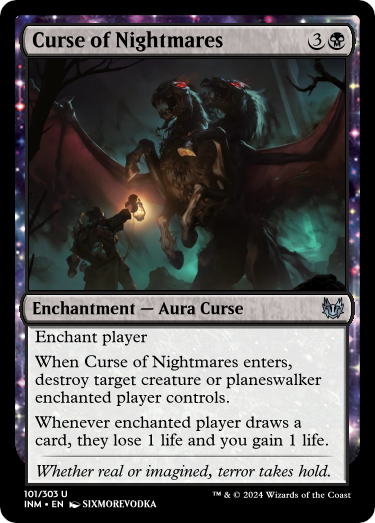 Curse of Nightmares 3
Enchantment — Aura Curse
Enchant player
When Curse of Nightmares enters,
destroy target creature or planeswalker
enchanted player controls.
Whenever enchanted player draws a
card, they lose 1 life and you gain 1 life.
Whether real or imagined, terror takes hold.
101/303 U
INM • EN SIXMOREVODKA
™ & © 2024 Wizards of the Coast